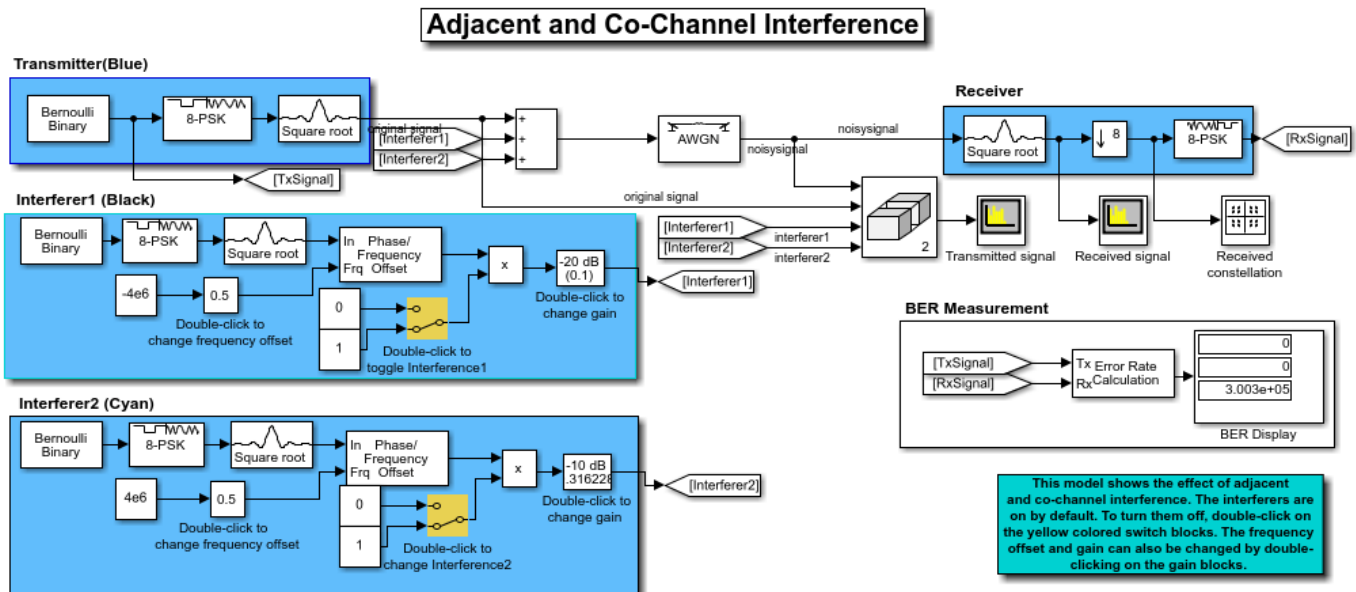 Adjacent and Co-Channel Interference
Transmitter(Blue)
Bernoulli
Binary
8-PSK
Square root
original signal
[Interferer1]
[Interferer2]
+
+
+
AWGN
noisysignal
noisysignal
[TxSignal]
original signal
Receiver
Square root
8
8-PSK
[RxSignal]
[Interferer1]
interferer1
[Interferer2]
interferer2
2
Transmitted signal
Received signal
Received
constellation
Interferer1 (Black)
Bernoulli
Binary
8-PSK
Square root
In Phase/
Frequency
Frq Offset
x
-20 dB
(0.1)
Double-click to
change gain
[Interferer1]
-4e6
0.5
Double-click to
change frequency offset
0
1
Double-click to
toggle Interference1
BER Measurement
[TxSignal]
[RxSignal]
Tx Error Rate
Rx Calculation
0
0
3.003e+05
BER Display
Interferer2 (Cyan)
Bernoulli
Binary
8-PSK
Square root
In Phase/
Frequency
Frq Offset
x
-10 dB
.316228
Double-click to
change gain
[Interferer2]
4e6
0.5
Double-click to
change frequency offset
0
1
Double-click to
change Interference2
This model shows the effect of adjacent
and co-channel interference. The interferers are
on by default. To turn them off, double-click on
the yellow colored switch blocks. The frequency
offset and gain can also be changed by double-
clicking on the gain blocks.